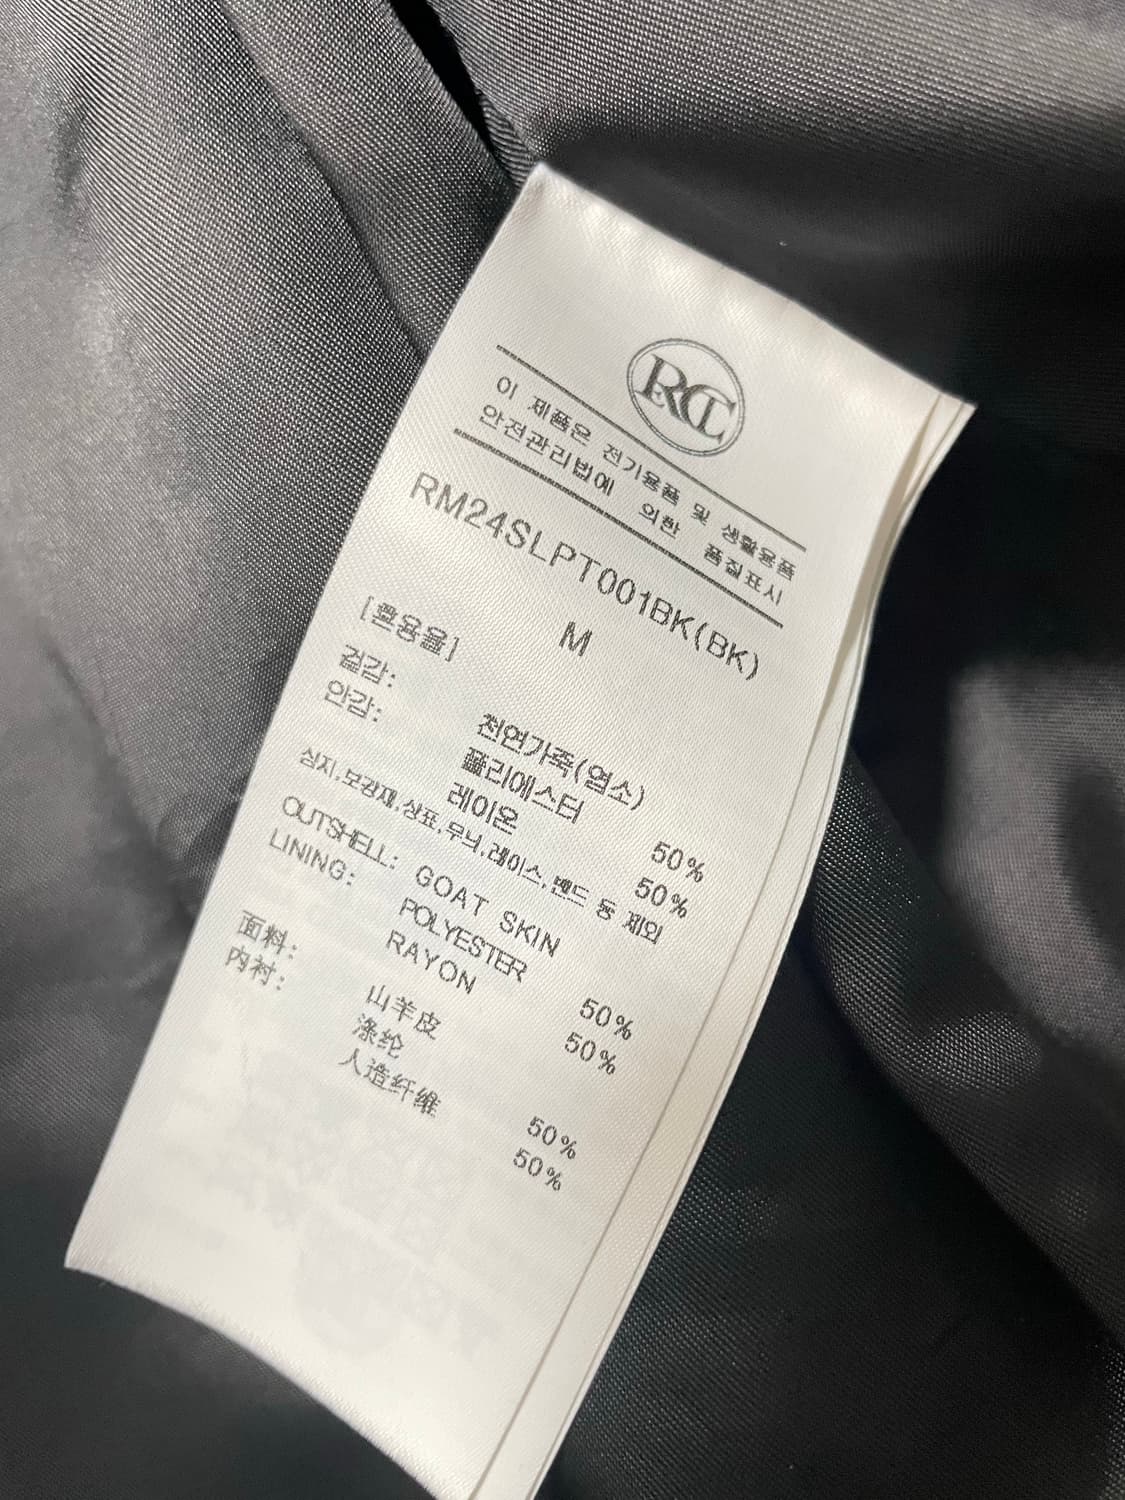 RCT
이 제품은 전기용품 및 생활용품
안전관리법에 의한 품질표시
RM24SLPT001BK(BK)
M
[혼용율]
겉감: 천연가죽(염소)
안감: 폴리에스터 50%
레이온 50%
심지,보강재,상표,무늬,레이스,밴드 등 제외
OUTSHELL: GOAT SKIN
LINING: POLYESTER 50%
RAYON 50%
面料: 山羊皮
内衬: 涤纶 50%
人造纤维 50%